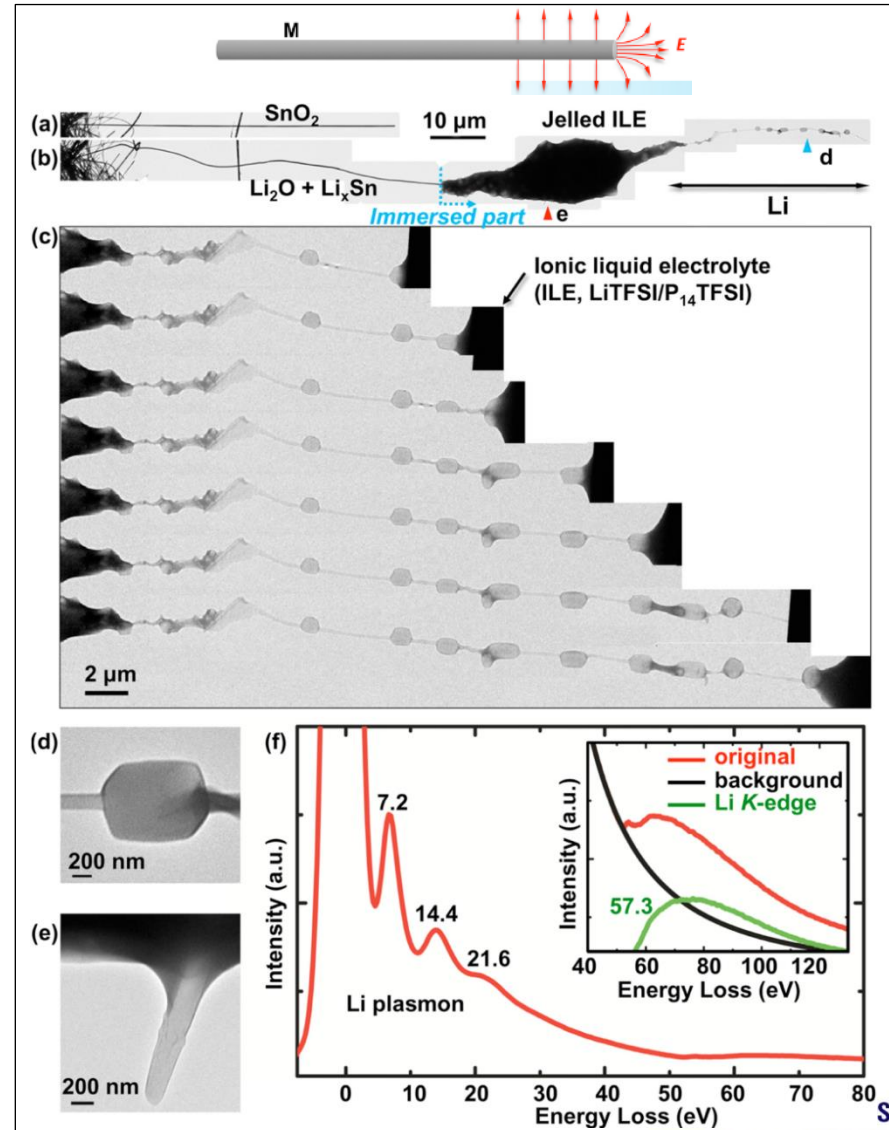 M
E
(a)
SnO₂
10 μm
Jelled ILE
(b)
d
Li₂O + LiₓSn
Immersed part
e
Li
(c)
Ionic liquid electrolyte
(ILE, LiTFSI/P₁₄TFSI)
2 μm
(d)
200 nm
(e)
200 nm
(f)
7.2
14.4
21.6
Li plasmon
Intensity (a.u.)
0 10 20 30 40 50 60 70 80
Energy Loss (eV)
original
background
Li K-edge
57.3
Intensity (a.u.)
40 60 80 100 120
Energy Loss (eV)
S